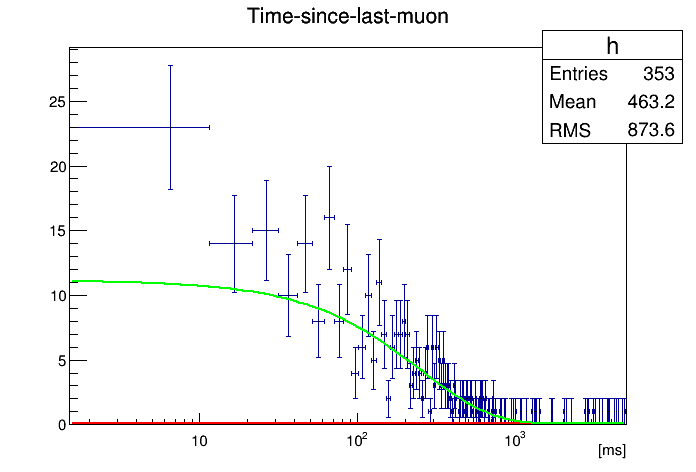 Time-since-last-muon
h
Entries 353
Mean 463.2
RMS 873.6
25
20
15
10
5
0
10 10² 10³
[ms]